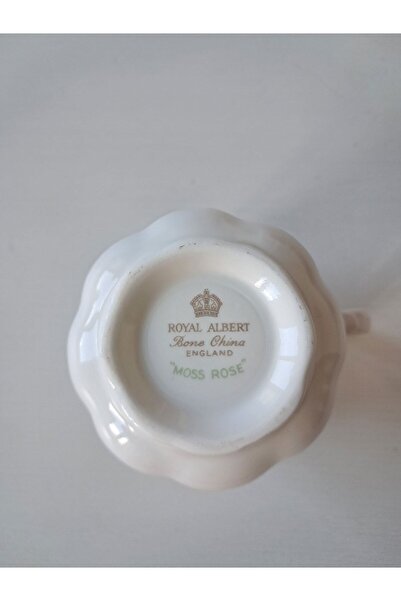 ROYAL ALBERT
Bone China
ENGLAND
"MOSS ROSE"